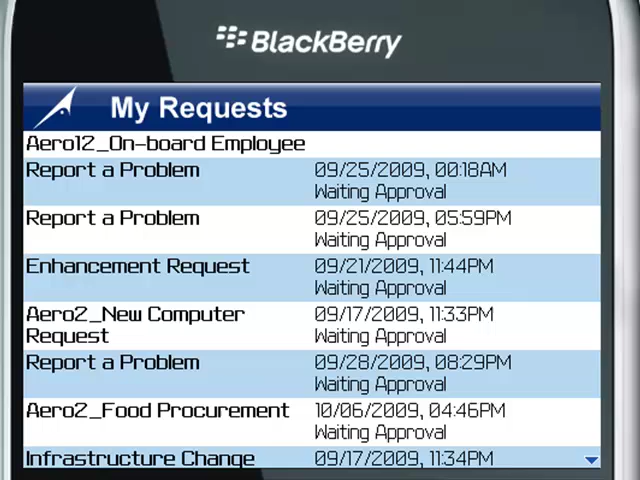 BlackBerry
My Requests
Aero12_On-board Employee
Report a Problem 09/25/2009, 00:18AM
Waiting Approval
Report a Problem 09/25/2009, 05:59PM
Waiting Approval
Enhancement Request 09/21/2009, 11:44PM
Waiting Approval
Aero2_New Computer 09/17/2009, 11:33PM
Request Waiting Approval
Report a Problem 09/28/2009, 08:29PM
Waiting Approval
Aero2_Food Procurement 10/06/2009, 04:46PM
Waiting Approval
Infrastructure Change 09/17/2009, 11:34PM